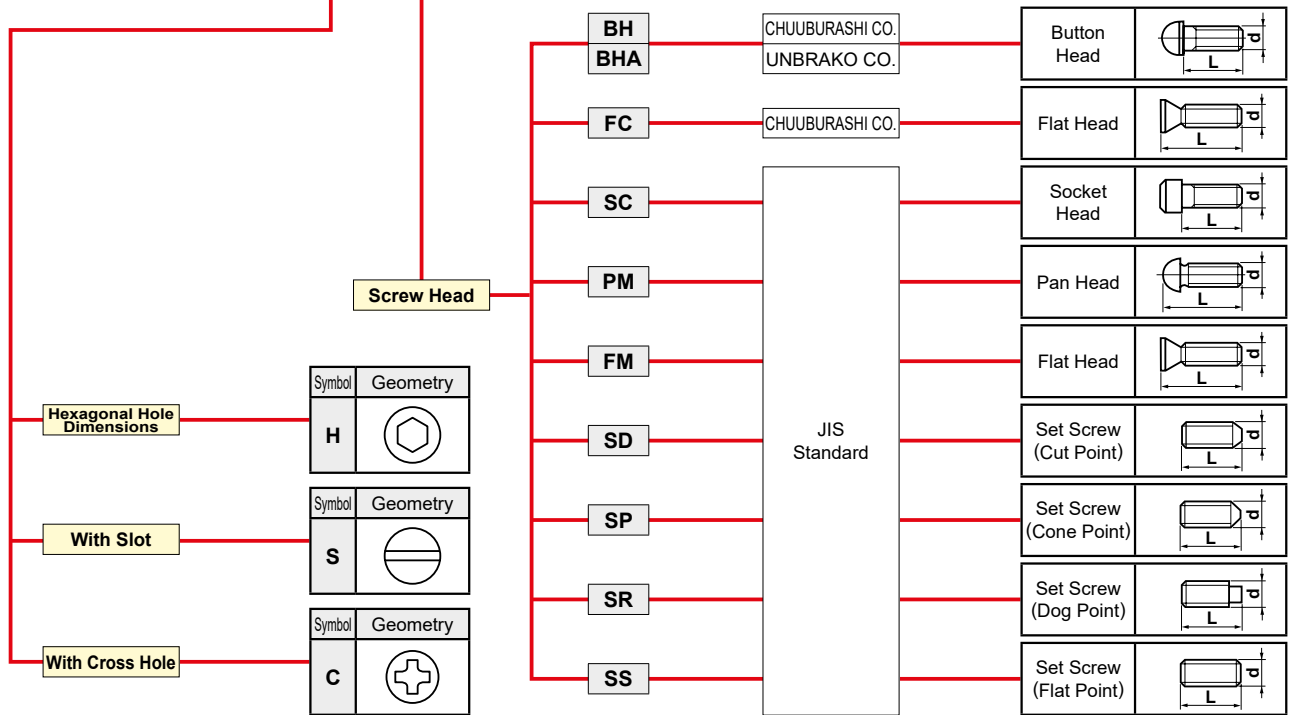 BH
CHUUBURASHI CO.
BHA
UNBRAKO CO.
Button
Head
d
L
FC
CHUUBURASHI CO.
Flat Head
d
L
SC
Socket
Head
d
L
Screw Head
PM
Pan Head
d
L
FM
Flat Head
d
L
JIS
Standard
SD
Set Screw
(Cut Point)
d
L
SP
Set Screw
(Cone Point)
d
L
SR
Set Screw
(Dog Point)
d
L
SS
Set Screw
(Flat Point)
d
L
Hexagonal Hole
Dimensions
Symbol Geometry
H
With Slot
Symbol Geometry
S
With Cross Hole
Symbol Geometry
C